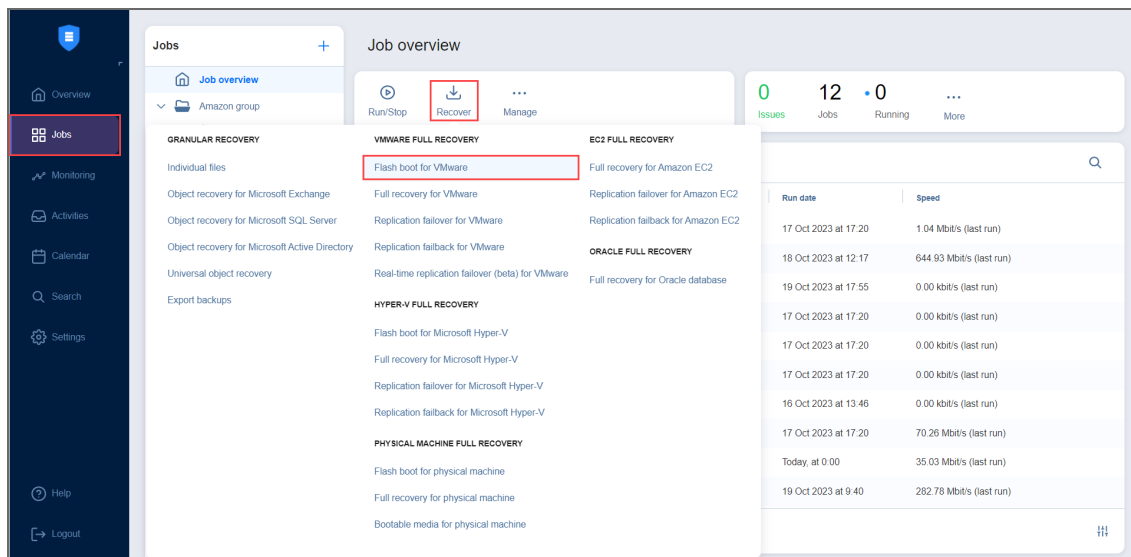 Overview
Jobs
Monitoring
Activities
Calendar
Search
Settings
Help
Logout
Jobs
Job overview
Amazon group
Job overview
Run/Stop
Recover
Manage
0
Issues
12
Jobs
0
Running
More
GRANULAR RECOVERY
Individual files
Object recovery for Microsoft Exchange
Object recovery for Microsoft SQL Server
Object recovery for Microsoft Active Directory
Universal object recovery
Export backups
VMWARE FULL RECOVERY
Flash boot for VMware
Full recovery for VMware
Replication failover for VMware
Replication failback for VMware
Real-time replication failover (beta) for VMware
HYPER-V FULL RECOVERY
Flash boot for Microsoft Hyper-V
Full recovery for Microsoft Hyper-V
Replication failover for Microsoft Hyper-V
Replication failback for Microsoft Hyper-V
PHYSICAL MACHINE FULL RECOVERY
Flash boot for physical machine
Full recovery for physical machine
Bootable media for physical machine
EC2 FULL RECOVERY
Full recovery for Amazon EC2
Replication failover for Amazon EC2
Replication failback for Amazon EC2
ORACLE FULL RECOVERY
Full recovery for Oracle database
Run date Speed
17 Oct 2023 at 17:20 1.04 Mbit/s (last run)
18 Oct 2023 at 12:17 644.93 Mbit/s (last run)
19 Oct 2023 at 17:55 0.00 kbit/s (last run)
17 Oct 2023 at 17:20 0.00 kbit/s (last run)
17 Oct 2023 at 17:20 0.00 kbit/s (last run)
17 Oct 2023 at 17:20 0.00 kbit/s (last run)
16 Oct 2023 at 13:46 0.00 kbit/s (last run)
17 Oct 2023 at 17:20 70.26 Mbit/s (last run)
Today, at 0:00 35.03 Mbit/s (last run)
19 Oct 2023 at 9:40 282.78 Mbit/s (last run)